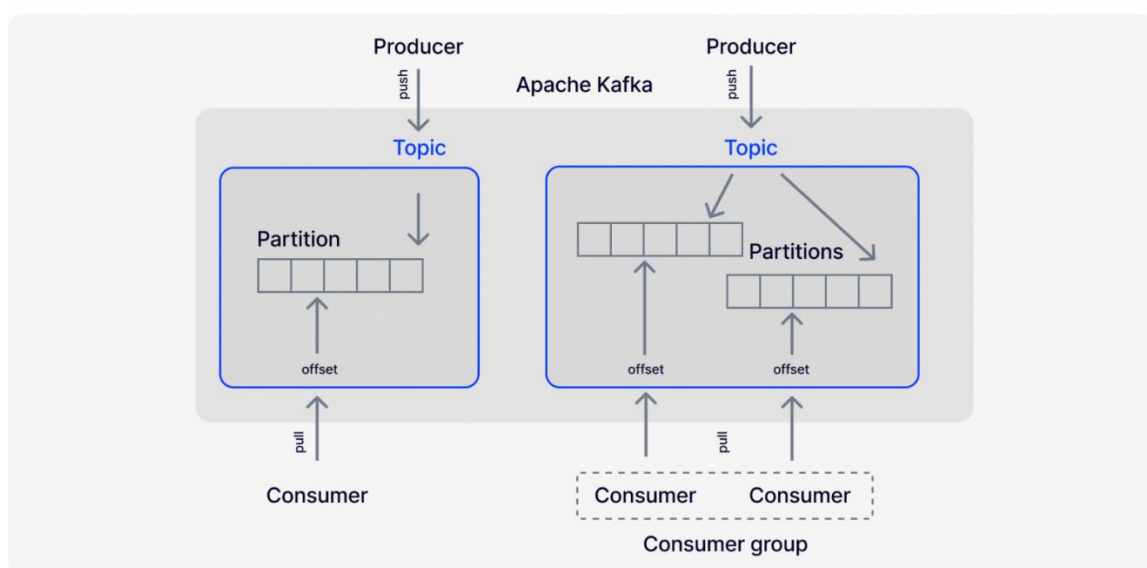 Producer
Producer
push
push
Apache Kafka
Topic
Topic
Partition
Partitions
offset
offset
offset
pull
pull
Consumer
Consumer
Consumer
Consumer group